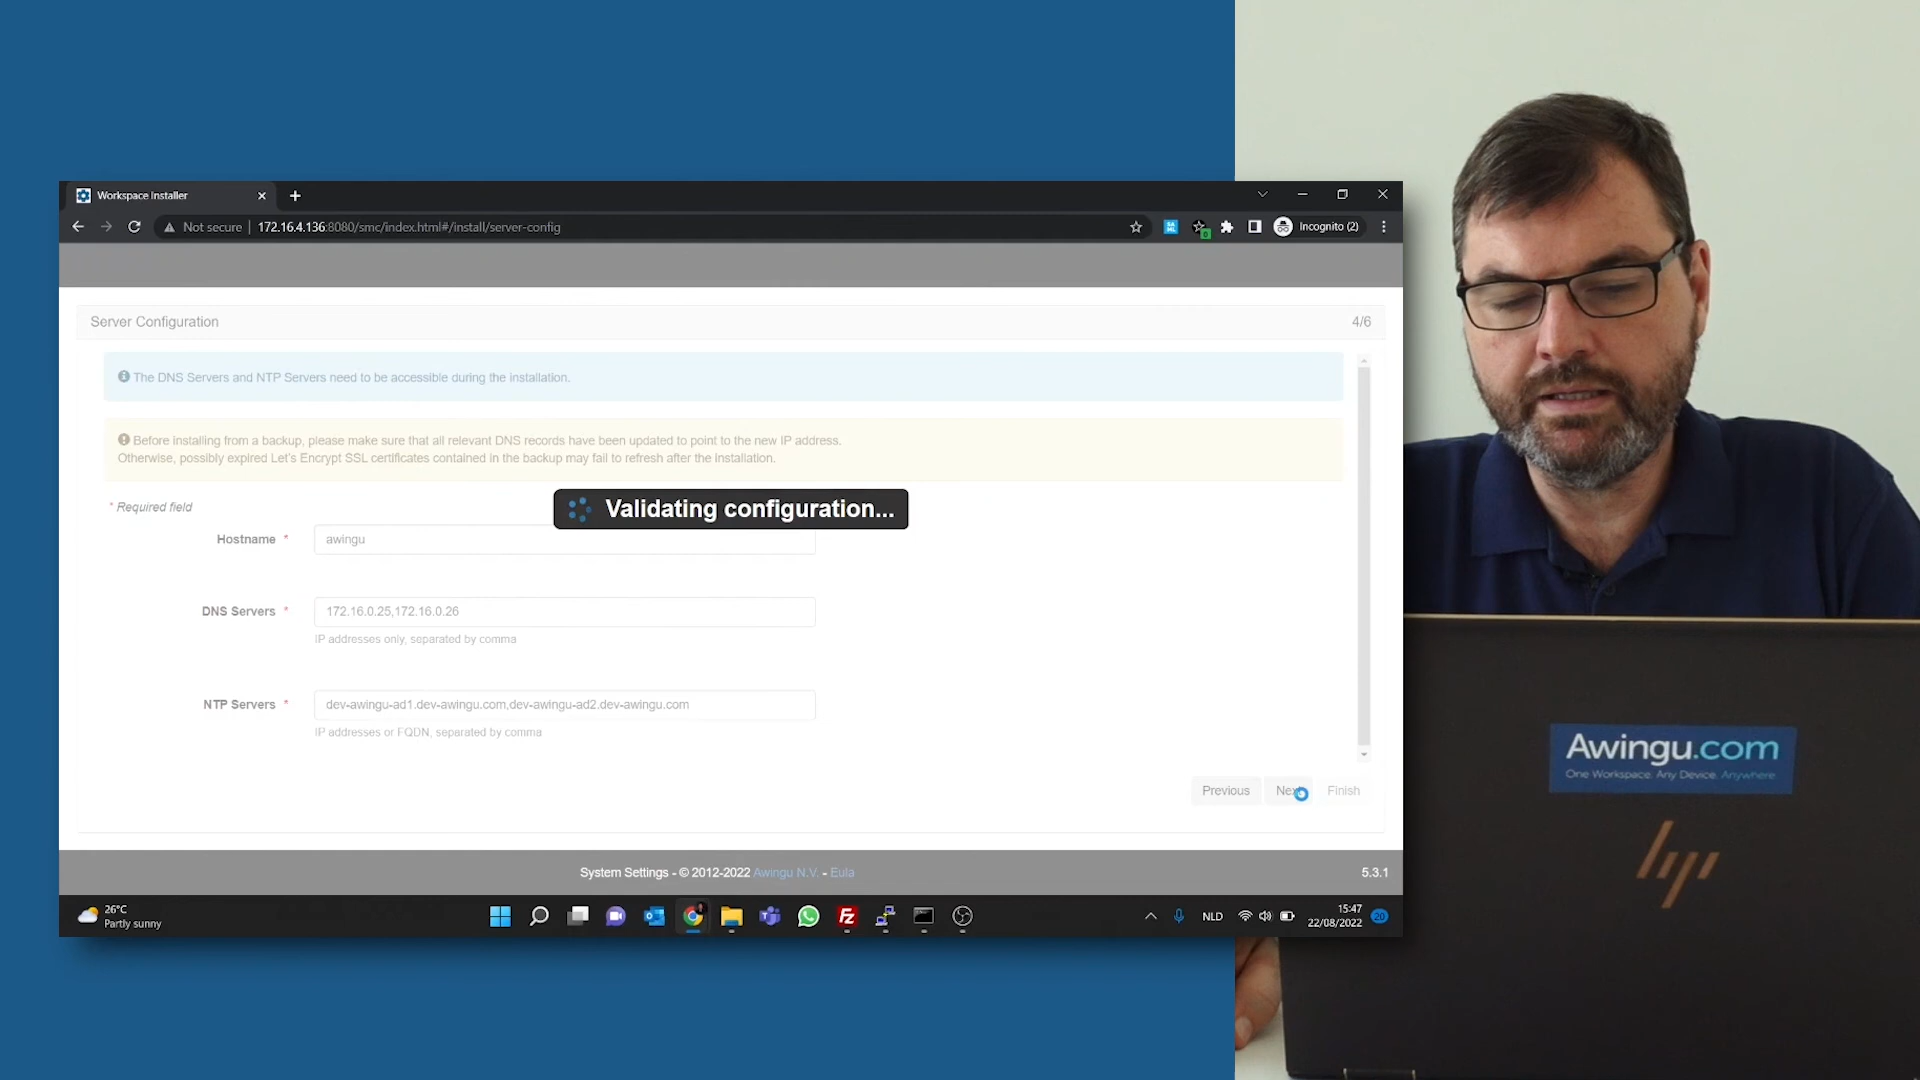 Workspace Installer
Not secure
172.16.4.136:8080/smc/index.html#/install/server-config
Incognito (2)
Server Configuration
4/6
The DNS Servers and NTP Servers need to be accessible during the installation.
Before installing from a backup, please make sure that all relevant DNS records have been updated to point to the new IP address.
Otherwise, possibly expired Let's Encrypt SSL certificates contained in the backup may fail to refresh after the installation.
* Required field
Validating configuration...
Hostname *
awingu
DNS Servers *
172.16.0.25,172.16.0.26
IP addresses only, separated by comma
NTP Servers *
dev-awingu-ad1.dev-awingu.com,dev-awingu-ad2.dev-awingu.com
IP addresses or FQDN, separated by comma
Previous
Next
Finish
System Settings - © 2012-2022 Awingu N.V. - Eula
5.3.1
26°C
Partly sunny
NLD
15:47
22/08/2022
20
Awingu.com
One Workspace. Any Device. Anywhere.
hp